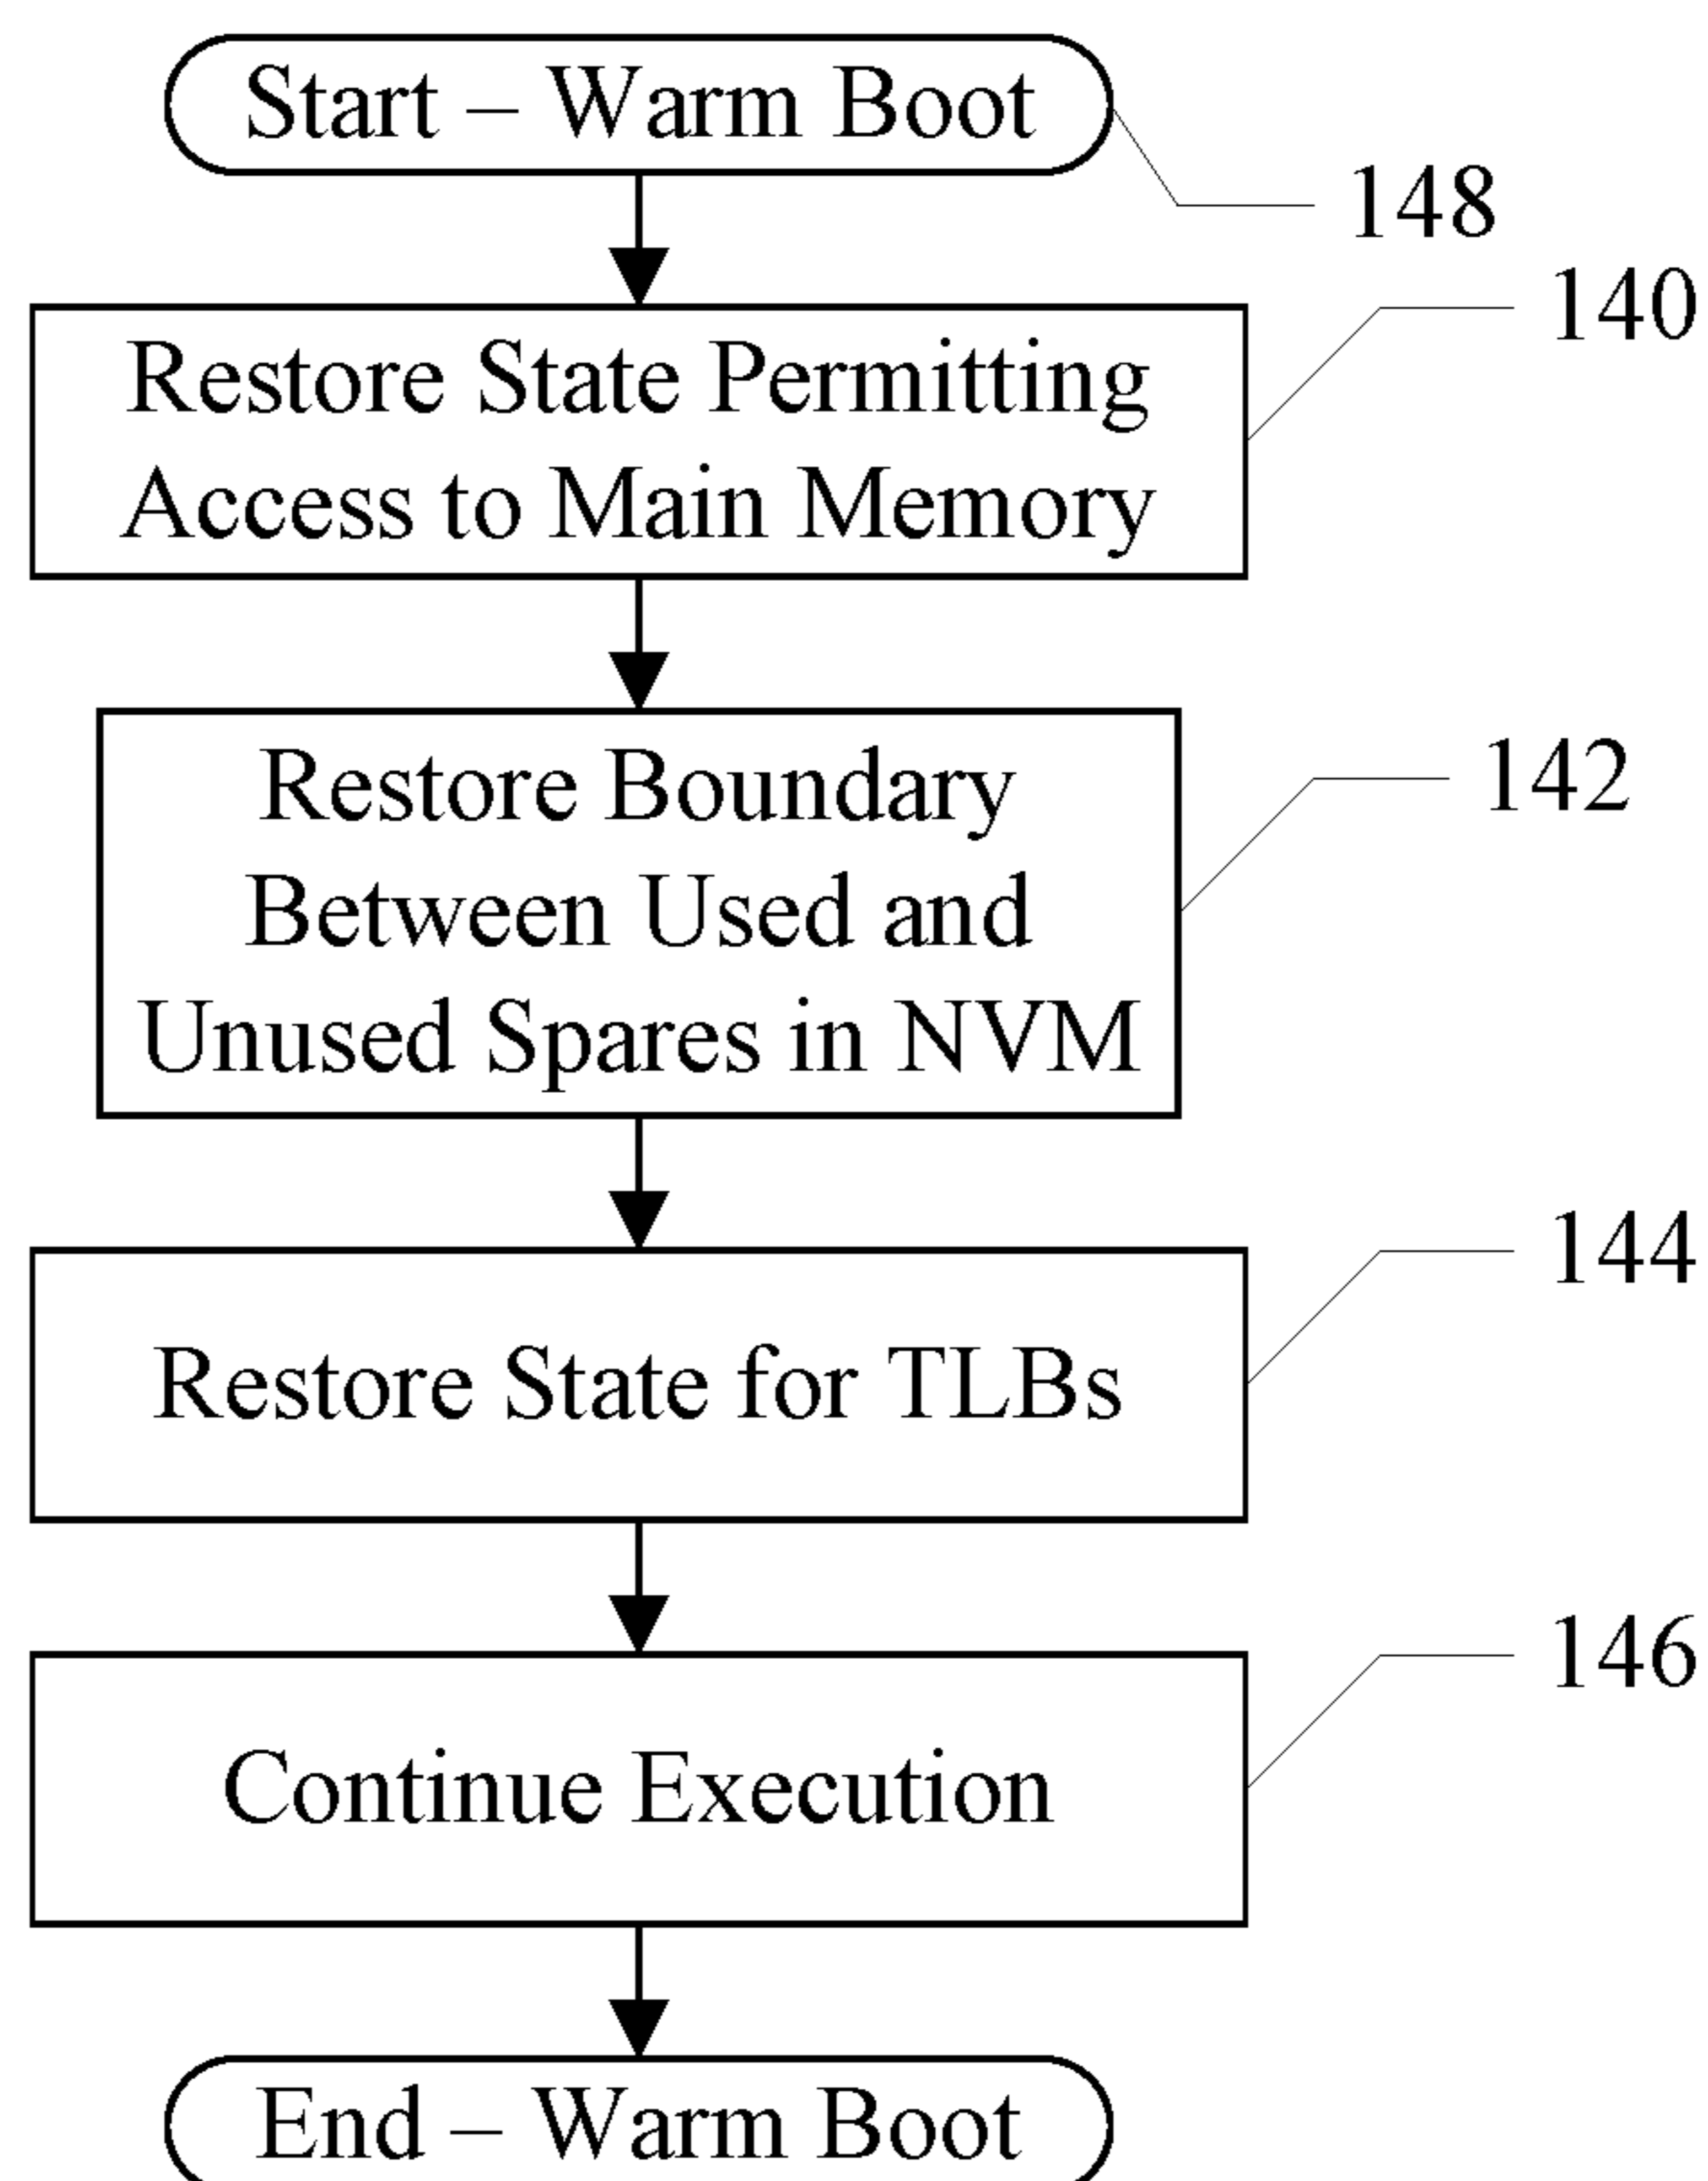 Start – Warm Boot
148
140
Restore State Permitting
Access to Main Memory
142
Restore Boundary
Between Used and
Unused Spares in NVM
144
Restore State for TLBs
146
Continue Execution
End – Warm Boot